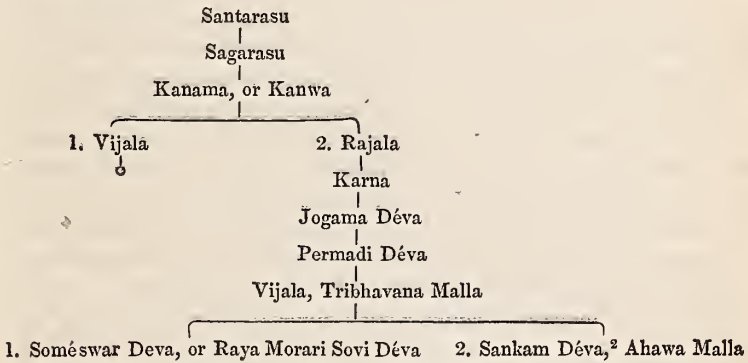 Santarasu
Sagarasu
Kanama, or Kanwa
1. Vijala 2. Rajala
Karna
Jogama Déva
Permadi Déva
Vijala, Tribhavana Malla
1. Soméswar Deva, or Raya Morari Sovi Déva 2. Sankam Déva,² Ahawa Malla